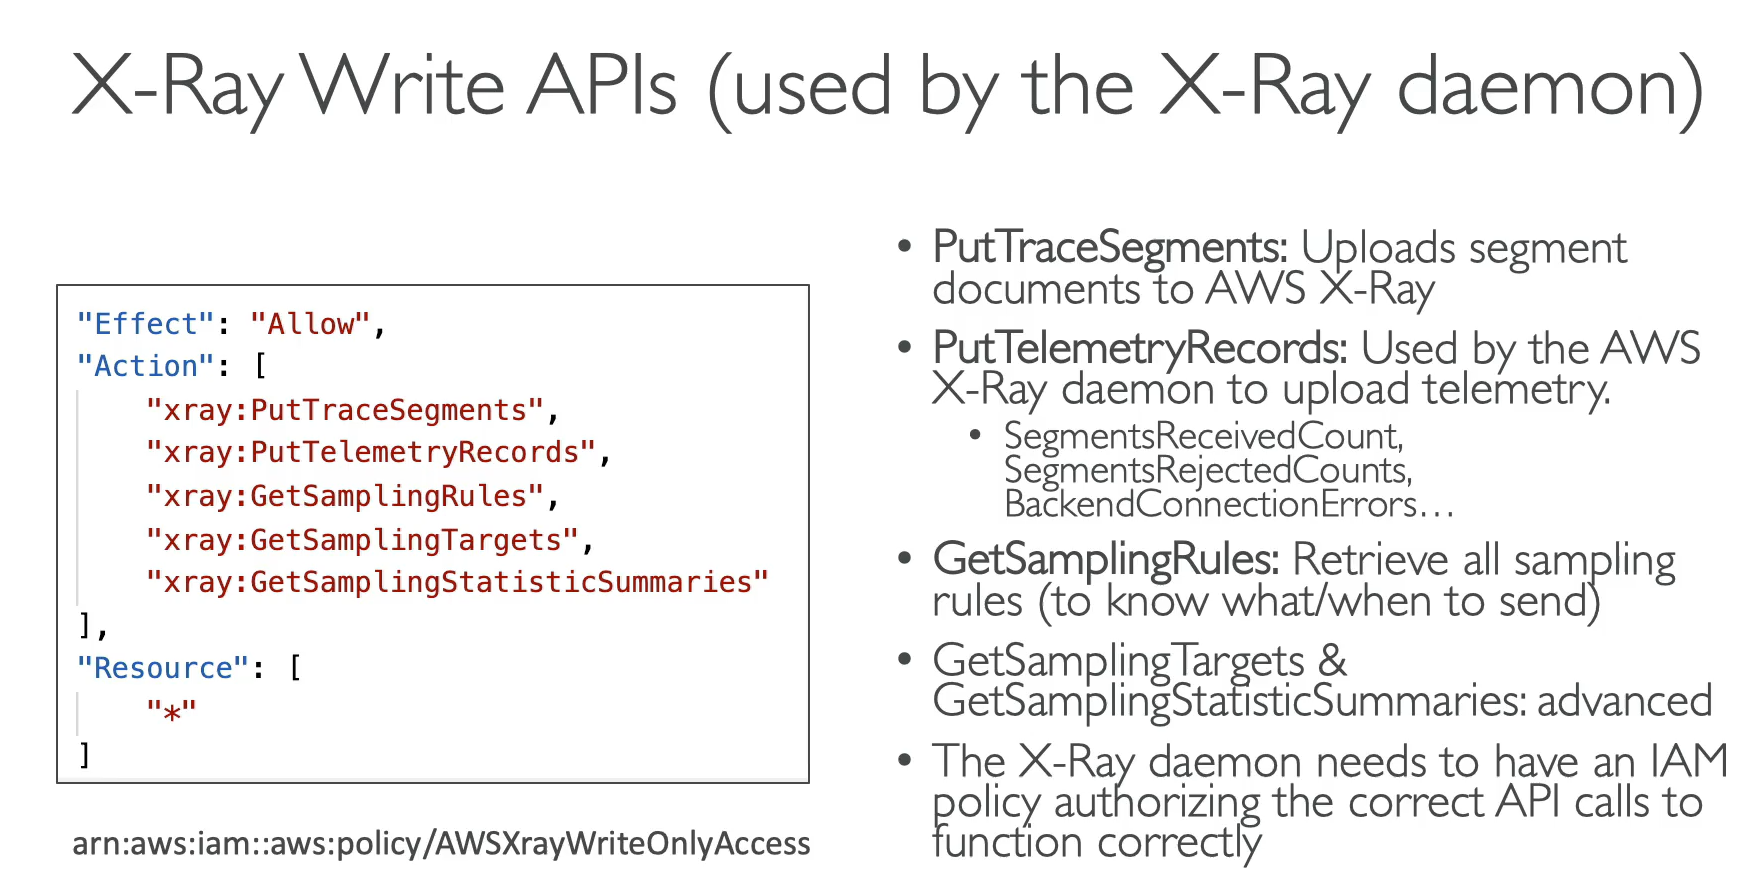 X-Ray Write APIs (used by the X-Ray daemon)
"Effect": "Allow",
"Action": [
"xray:PutTraceSegments",
"xray:PutTelemetryRecords",
"xray:GetSamplingRules",
"xray:GetSamplingTargets",
"xray:GetSamplingStatisticSummaries"
],
"Resource": [
"*"
]
arn:aws:iam::aws:policy/AWSXrayWriteOnlyAccess
• PutTraceSegments: Uploads segment
documents to AWS X-Ray
• PutTelemetryRecords: Used by the AWS
X-Ray daemon to upload telemetry.
• SegmentsReceivedCount,
SegmentsRejectedCounts,
BackendConnectionErrors…
• GetSamplingRules: Retrieve all sampling
rules (to know what/when to send)
• GetSamplingTargets &
GetSamplingStatisticSummaries: advanced
• The X-Ray daemon needs to have an IAM
policy authorizing the correct API calls to
function correctly